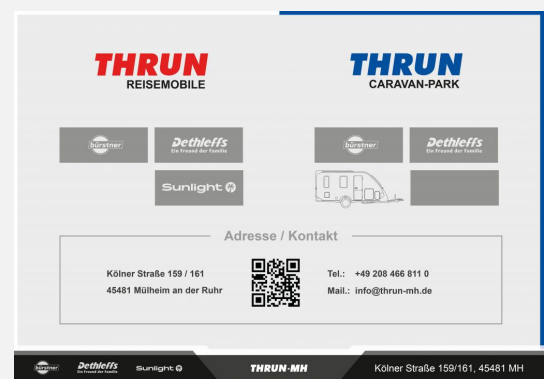 THRUN
REISEMOBILE
THRUN
CARAVAN-PARK
bürstner
Dethleffs
Ein Freund der Familie
bürstner
Dethleffs
Ein Freund der Familie
Sunlight
Adresse / Kontakt
Kölner Straße 159 / 161
45481 Mülheim an der Ruhr
Tel.: +49 208 466 811 0
Mail.: info@thrun-mh.de
bürstner
Dethleffs
Ein Freund der Familie
Sunlight
THRUN-MH
Kölner Straße 159/161, 45481 MH